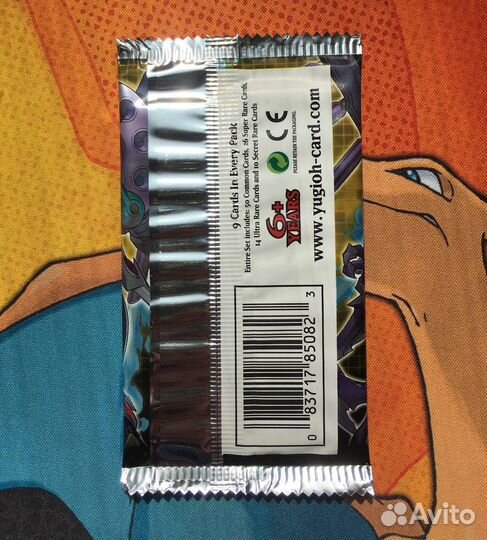 9 Cards In Every Pack
Entire Set includes: 50 Common Cards, 26 Super Rare Cards,
14 Ultra Rare Cards and 10 Secret Rare Cards
6+
YEARS
CE
PLEASE RETAIN THE PACKAGING.
www.yugioh-card.com
0 83717 85082 3
Avito